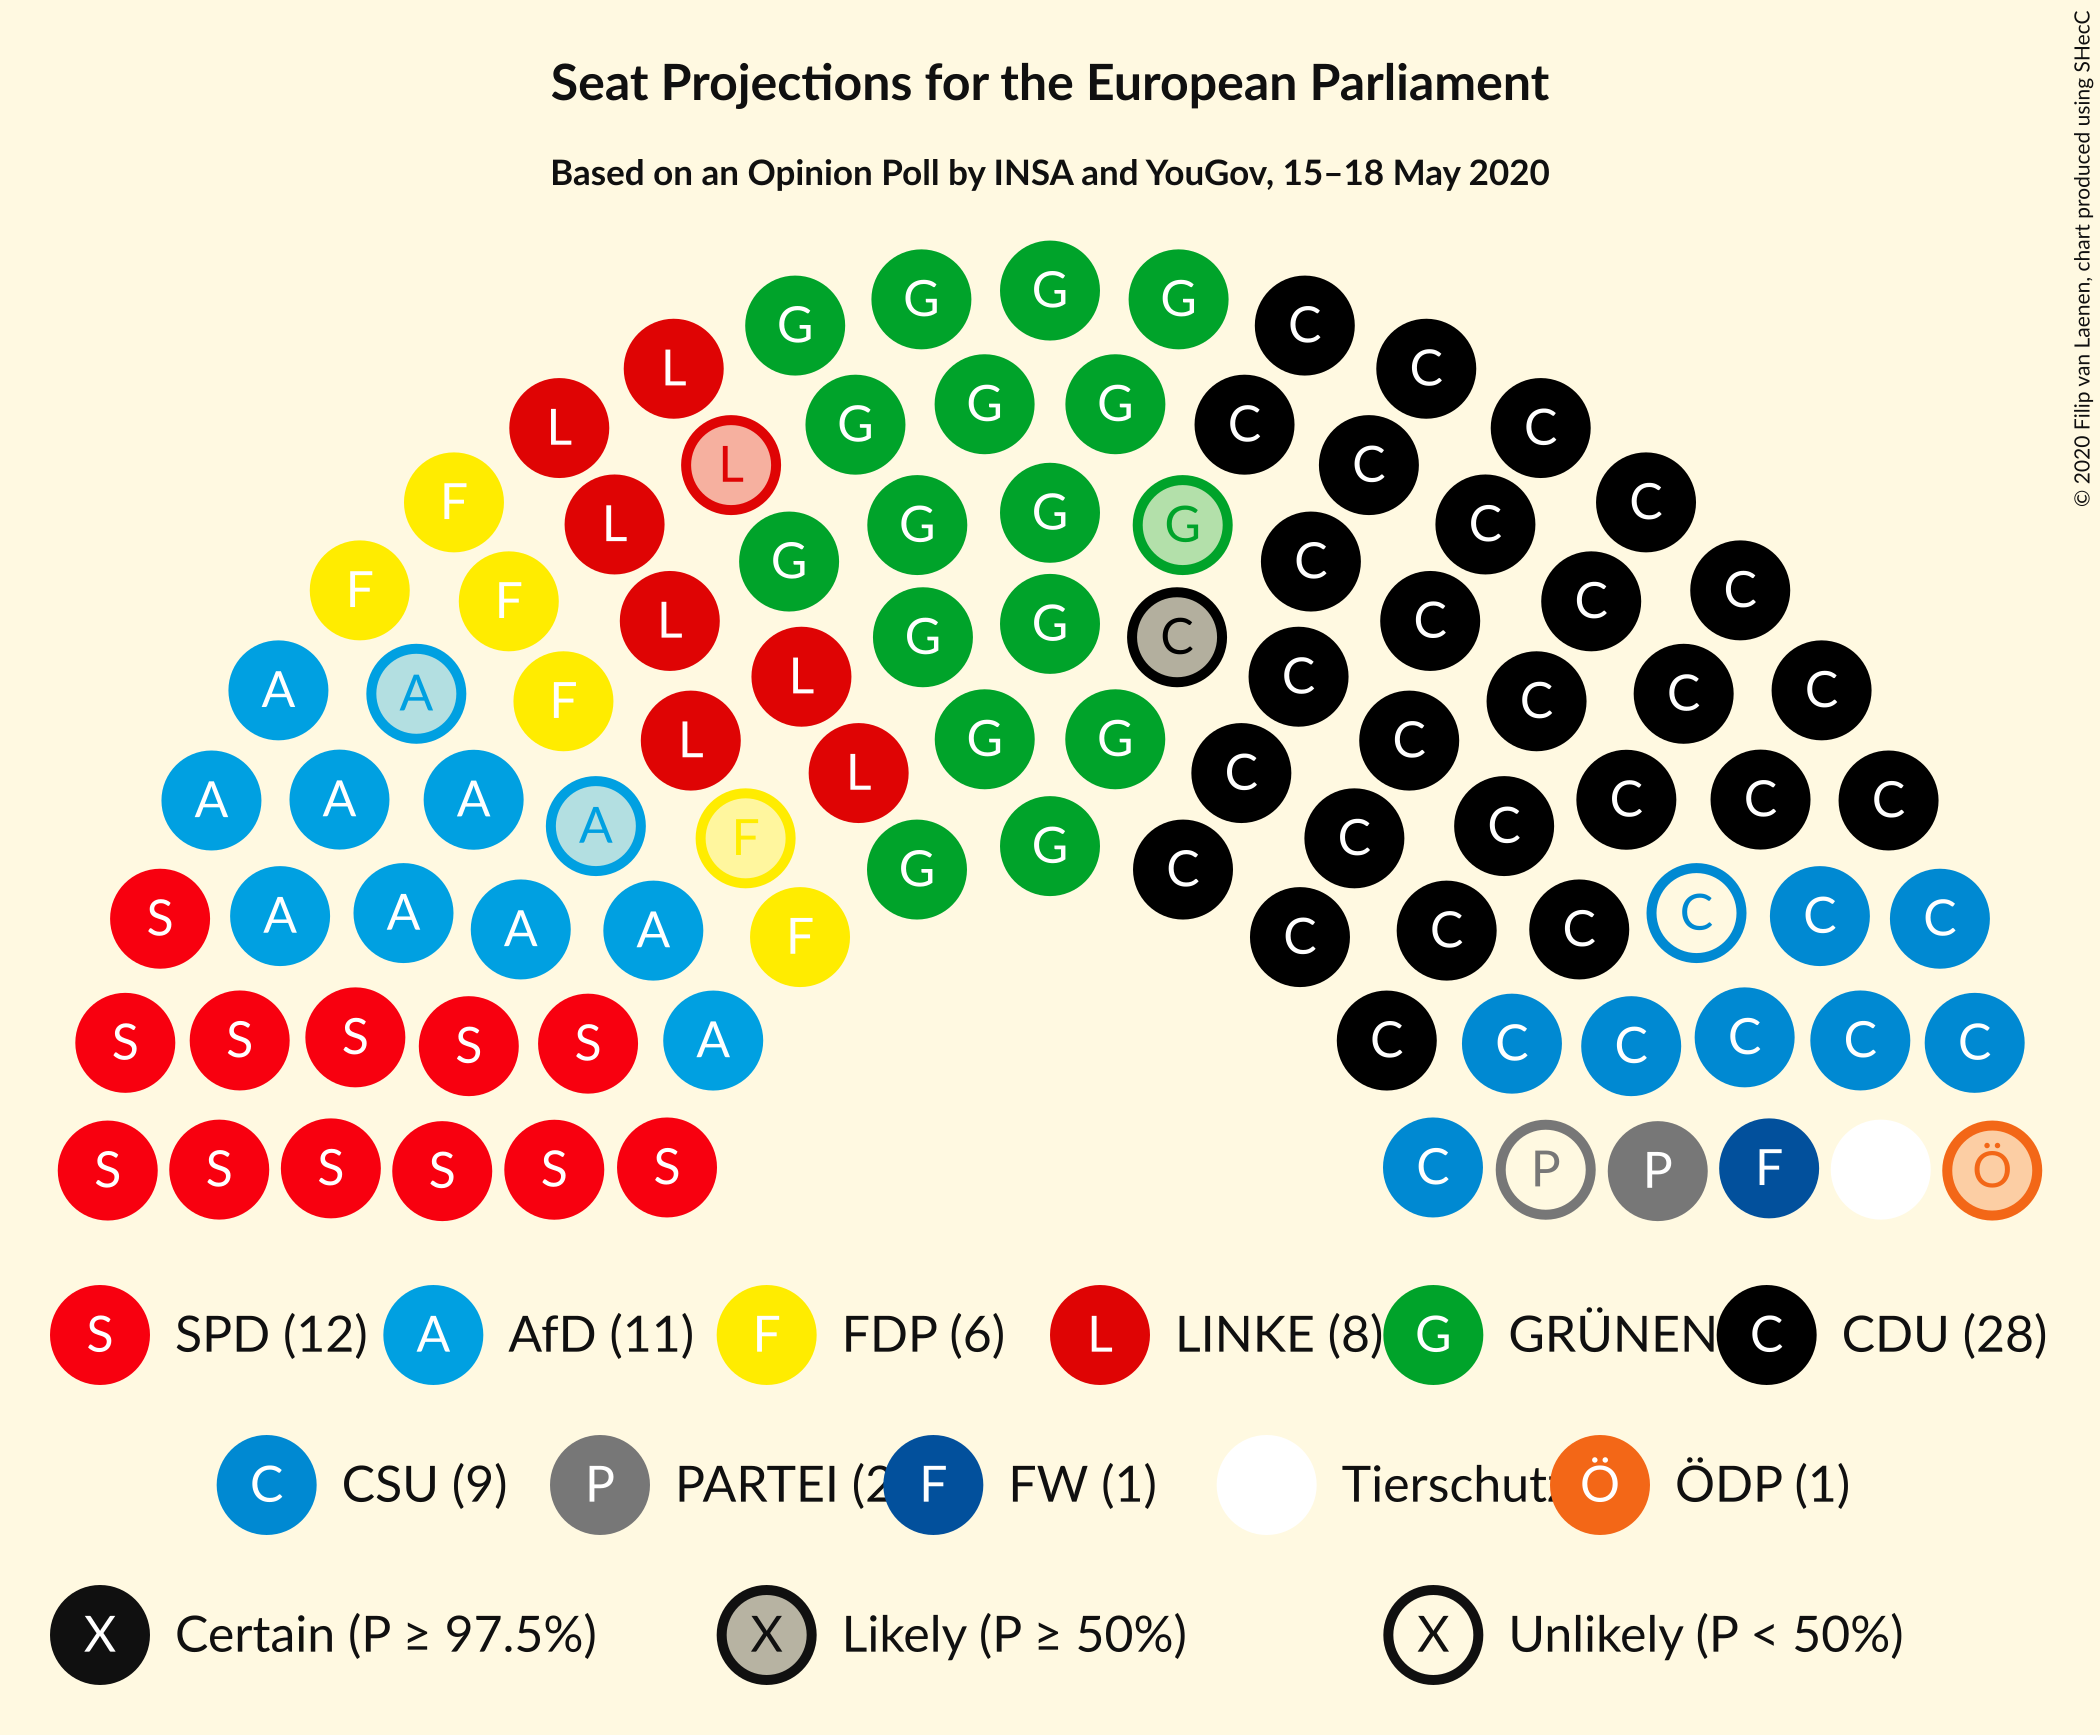 Seat Projections for the European Parliament
Based on an Opinion Poll by INSA and YouGov, 15–18 May 2020
© 2020 Filip van Laenen, chart produced using SHecC
G G G G
C C
L G G G C C
L L G G G C C C
F L G C C
F F L G G C C C C
A A F L L G G C C C C
A A A A L F L G G C C C C C C C
S A A A A F G G C C C C C C C
S S S S S A C C C C C C
S S S S S S C P P F Ö
S SPD (12) A AfD (11) F FDP (6) L LINKE (8) G GRÜNEN C CDU (28)
C CSU (9) P PARTEI (2 F FW (1) Tierschutz Ö ÖDP (1)
X Certain (P ≥ 97.5%) X Likely (P ≥ 50%) X Unlikely (P < 50%)